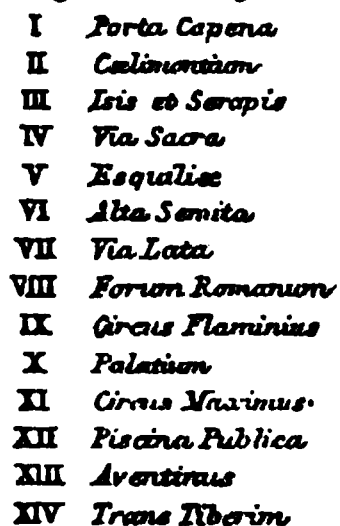 I Porta Capena
II Cælimontium
III Isis et Serapis
IV Via Sacra
V Esquiliæ
VI Alta Semita
VII Via Lata
VIII Forum Romanum
IX Circus Flaminius
X Palatium
XI Circus Maximus.
XII Piscina Publica
XIII Aventinus
XIV Trans Tiberim